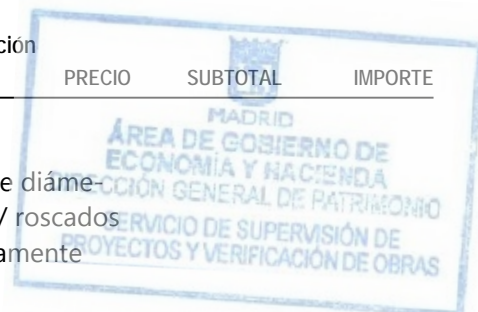 ción
PRECIO SUBTOTAL IMPORTE
MADRID
ÁREA DE GOBIERNO DE
ECONOMÍA Y HACIENDA
DIRECCIÓN GENERAL DE PATRIMONIO
SERVICIO DE SUPERVISIÓN DE
PROYECTOS Y VERIFICACIÓN DE OBRAS
e diáme-
/ roscados
amente